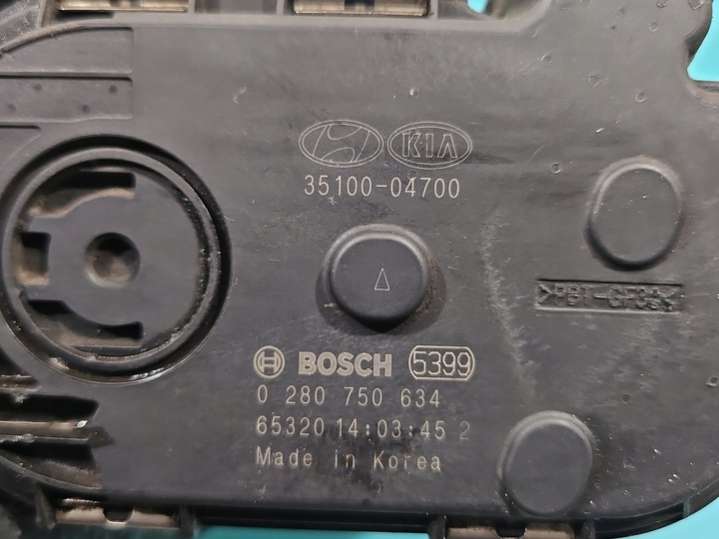 KIA
35100-04700
BOSCH 5399
0 280 750 634
65320 14:03:45 2
Made in Korea